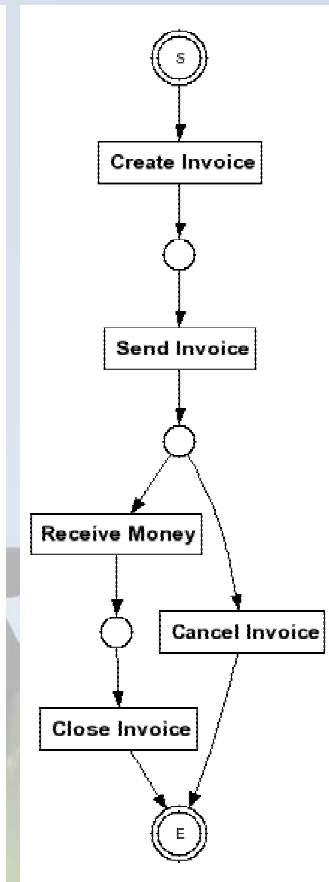 S
Create Invoice
Send Invoice
Receive Money
Cancel Invoice
Close Invoice
E